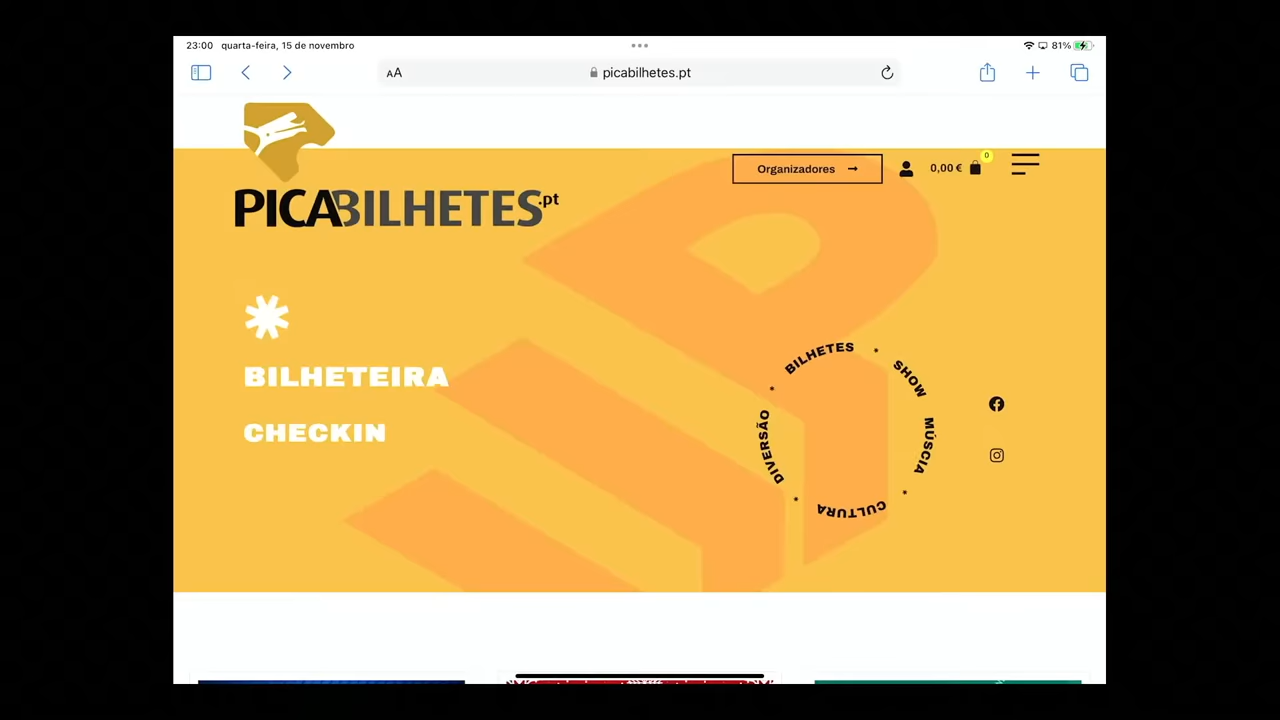 23:00 quarta-feira, 15 de novembro
81%
AA
picabilhetes.pt
PICABILHETES.pt
Organizadores →
0,00 €
0
BILHETEIRA
CHECKIN
BILHETES * SHOW MÚSCIA * CULTURA * DIVERSÃO *